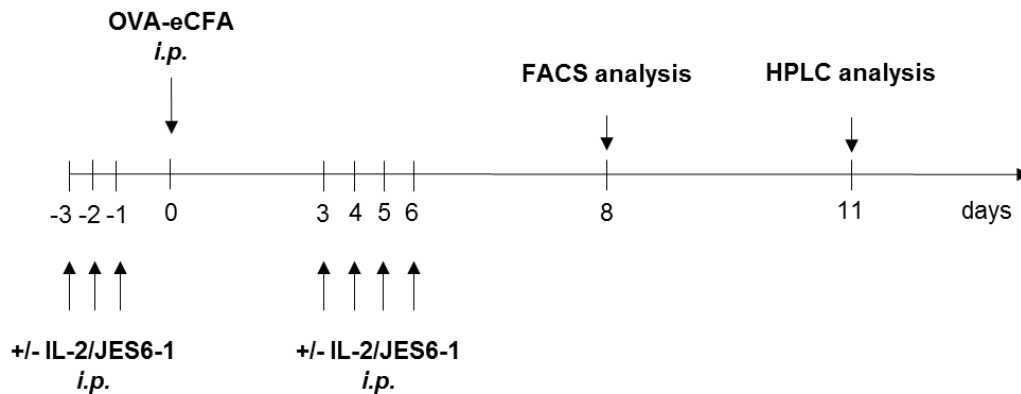 OVA-eCFA
i.p.
FACS analysis
HPLC analysis
-3 -2 -1 0 3 4 5 6 8 11 days
+/- IL-2/JES6-1
i.p.
+/- IL-2/JES6-1
i.p.